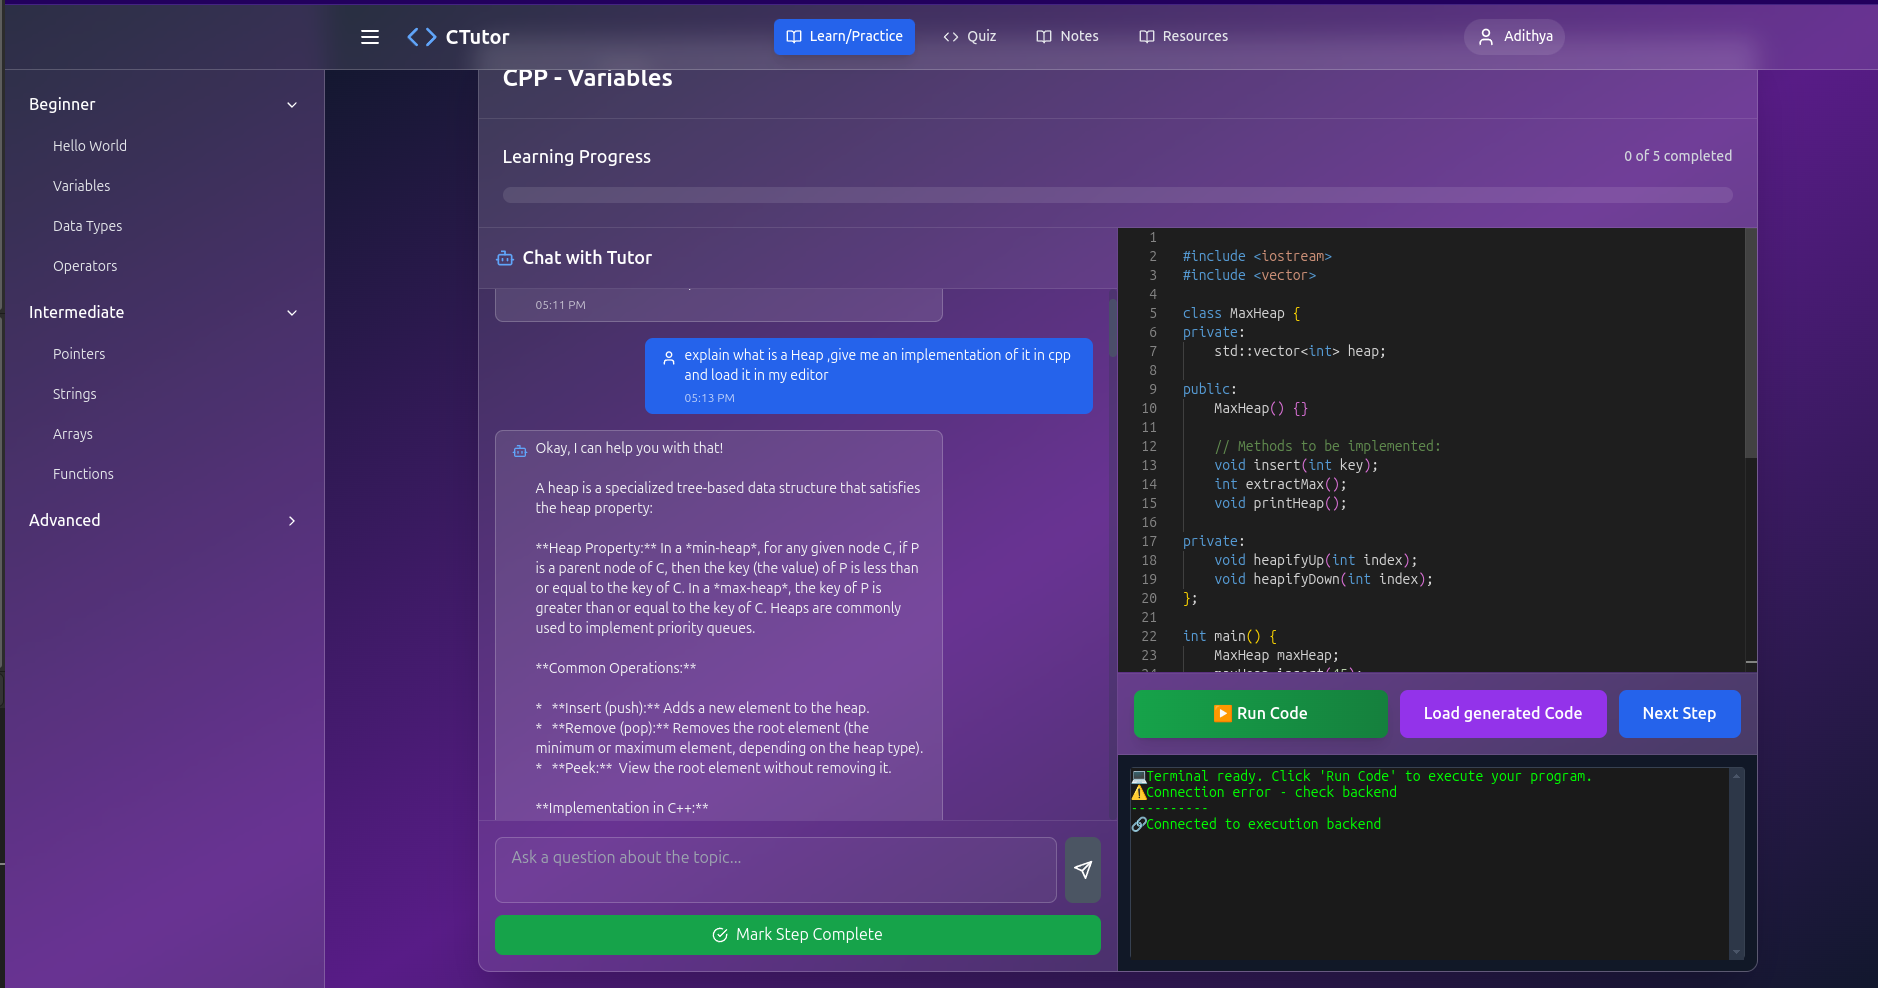 CTutor
Learn/Practice
Quiz
Notes
Resources
Adithya
Beginner
Hello World
Variables
Data Types
Operators
Intermediate
Pointers
Strings
Arrays
Functions
Advanced
CPP - Variables
Learning Progress
0 of 5 completed
Chat with Tutor
05:11 PM
explain what is a Heap ,give me an implementation of it in cpp
and load it in my editor
05:13 PM
Okay, I can help you with that!
A heap is a specialized tree-based data structure that satisfies
the heap property:
**Heap Property:** In a *min-heap*, for any given node C, if P
is a parent node of C, then the key (the value) of P is less than
or equal to the key of C. In a *max-heap*, the key of P is
greater than or equal to the key of C. Heaps are commonly
used to implement priority queues.
**Common Operations:**
* **Insert (push):** Adds a new element to the heap.
* **Remove (pop):** Removes the root element (the
minimum or maximum element, depending on the heap type).
* **Peek:** View the root element without removing it.
**Implementation in C++:**
Ask a question about the topic...
Mark Step Complete
1
2 #include <iostream>
3 #include <vector>
4
5 class MaxHeap {
6 private:
7 std::vector<int> heap;
8
9 public:
10 MaxHeap() {}
11
12 // Methods to be implemented:
13 void insert(int key);
14 int extractMax();
15 void printHeap();
16
17 private:
18 void heapifyUp(int index);
19 void heapifyDown(int index);
20 };
21
22 int main() {
23 MaxHeap maxHeap;
Run Code
Load generated Code
Next Step
Terminal ready. Click 'Run Code' to execute your program.
Connection error - check backend
----------
Connected to execution backend